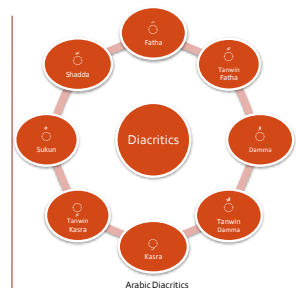 Fatha
Tanwin
Fatha
Damma
Tanwin
Damma
Kasra
Tanwin
Kasra
Sukun
Shadda
Diacritics
Arabic Diacritics